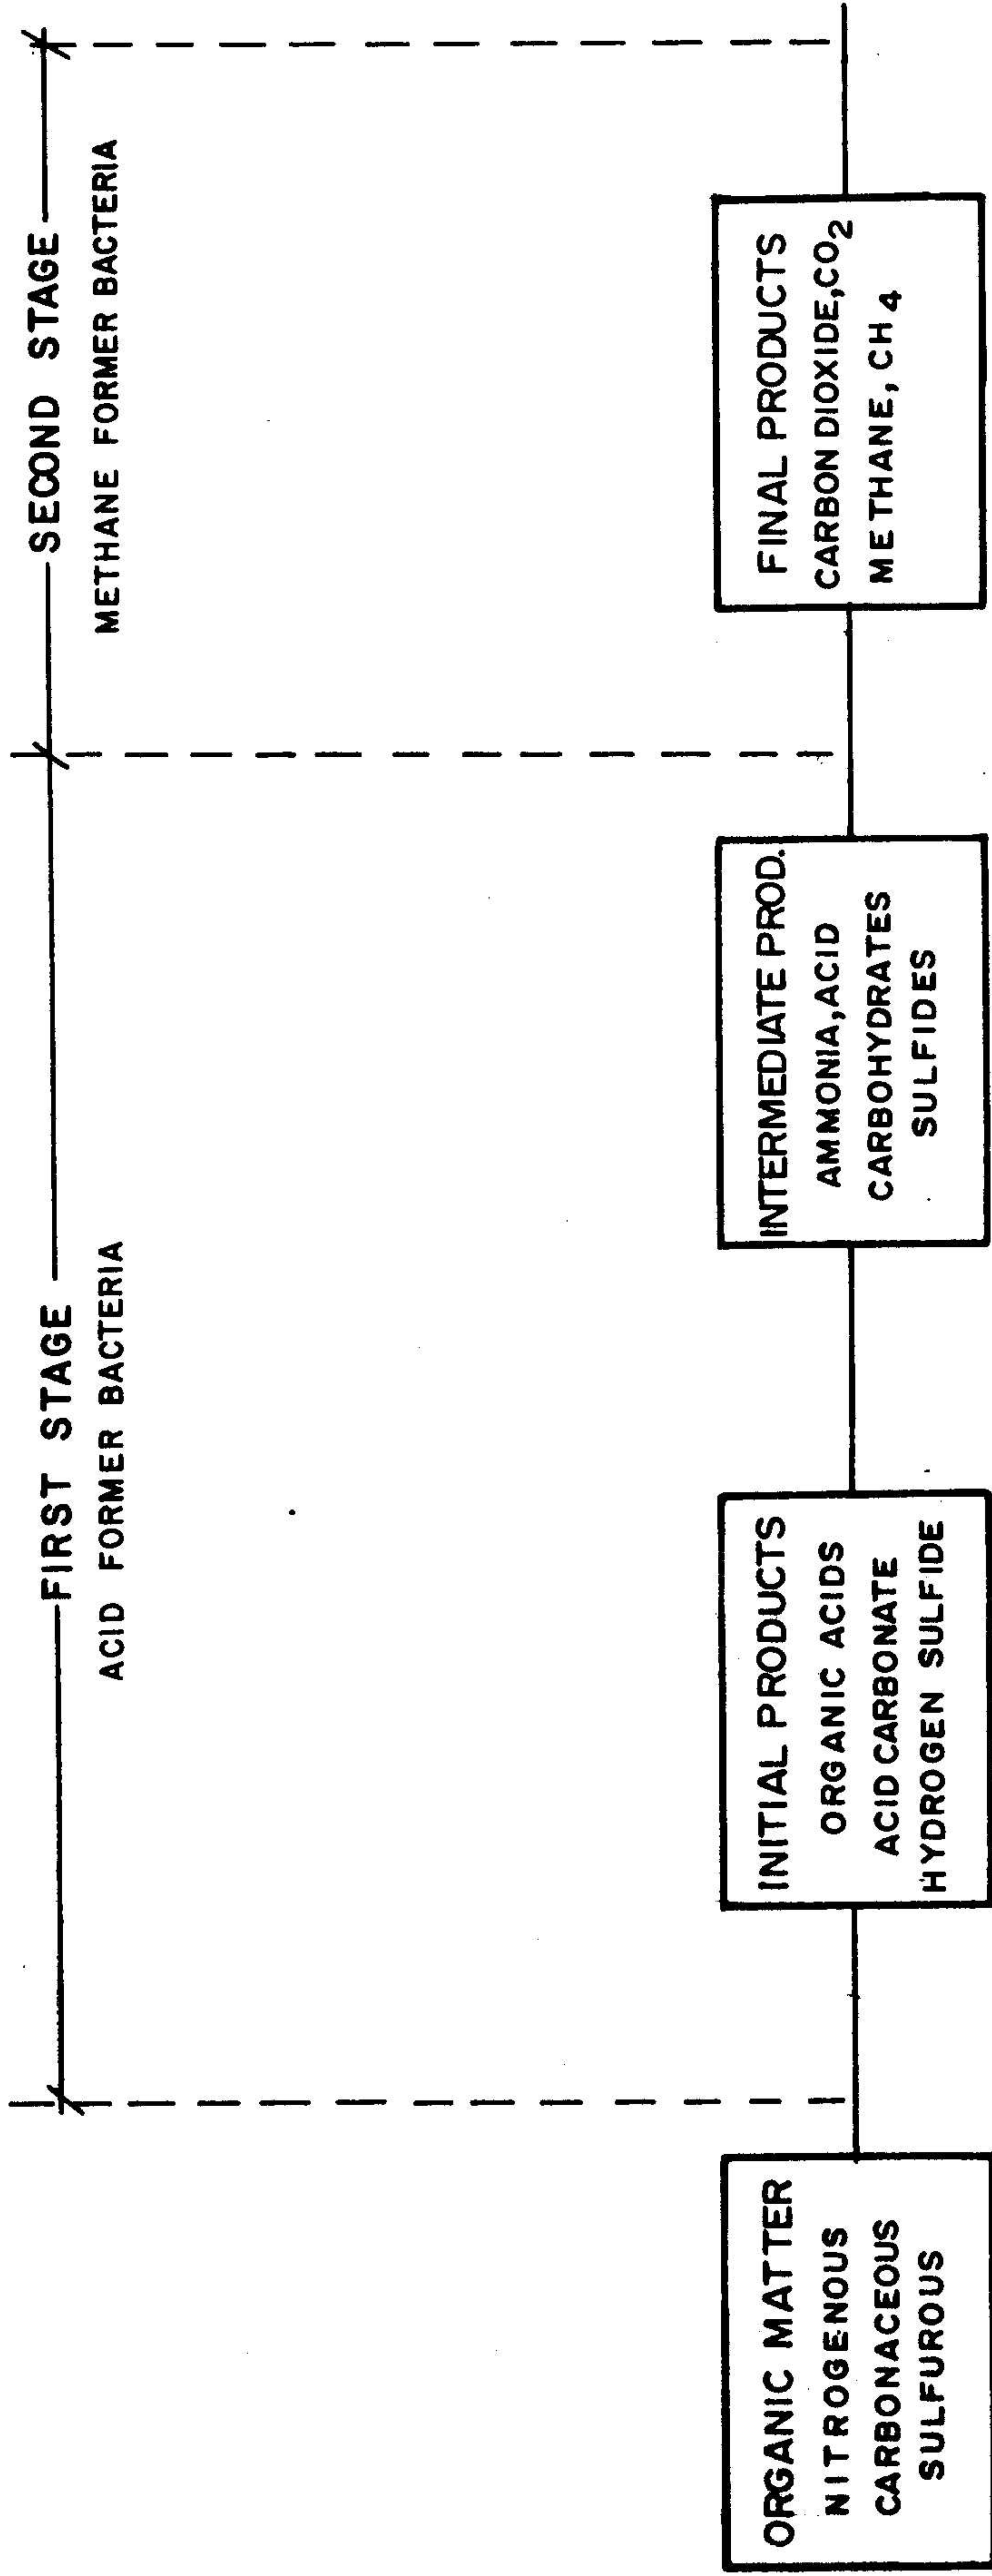 FIRST STAGE
ACID FORMER BACTERIA
SECOND STAGE
METHANE FORMER BACTERIA
ORGANIC MATTER
NITROGENOUS
CARBONACEOUS
SULFUROUS
INITIAL PRODUCTS
ORGANIC ACIDS
ACID CARBONATE
HYDROGEN SULFIDE
INTERMEDIATE PROD.
AMMONIA, ACID
CARBOHYDRATES
SULFIDES
FINAL PRODUCTS
CARBON DIOXIDE, CO₂
METHANE, CH₄